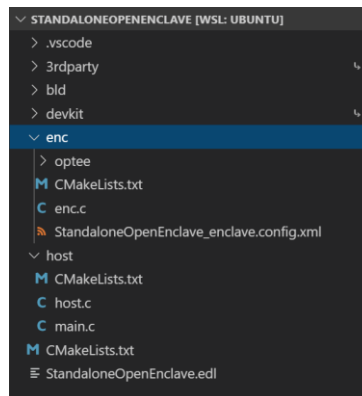 STANDALONEOPENENCLAVE [WSL: UBUNTU]
.vscode
3rdparty
bld
devkit
enc
optee
CMakeLists.txt
enc.c
StandaloneOpenEnclave_enclave.config.xml
host
CMakeLists.txt
host.c
main.c
CMakeLists.txt
StandaloneOpenEnclave.edl